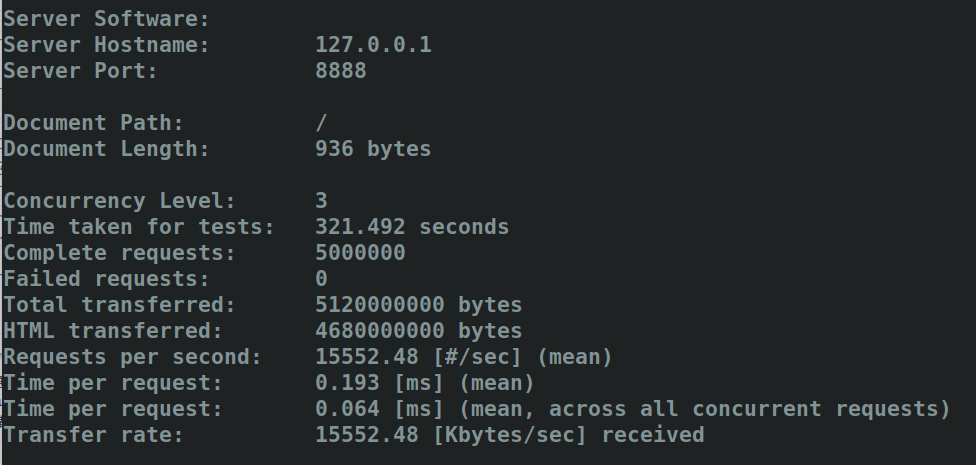 Server Software:
Server Hostname: 127.0.0.1
Server Port: 8888
Document Path: /
Document Length: 936 bytes
Concurrency Level: 3
Time taken for tests: 321.492 seconds
Complete requests: 5000000
Failed requests: 0
Total transferred: 5120000000 bytes
HTML transferred: 4680000000 bytes
Requests per second: 15552.48 [#/sec] (mean)
Time per request: 0.193 [ms] (mean)
Time per request: 0.064 [ms] (mean, across all concurrent requests)
Transfer rate: 15552.48 [Kbytes/sec] received